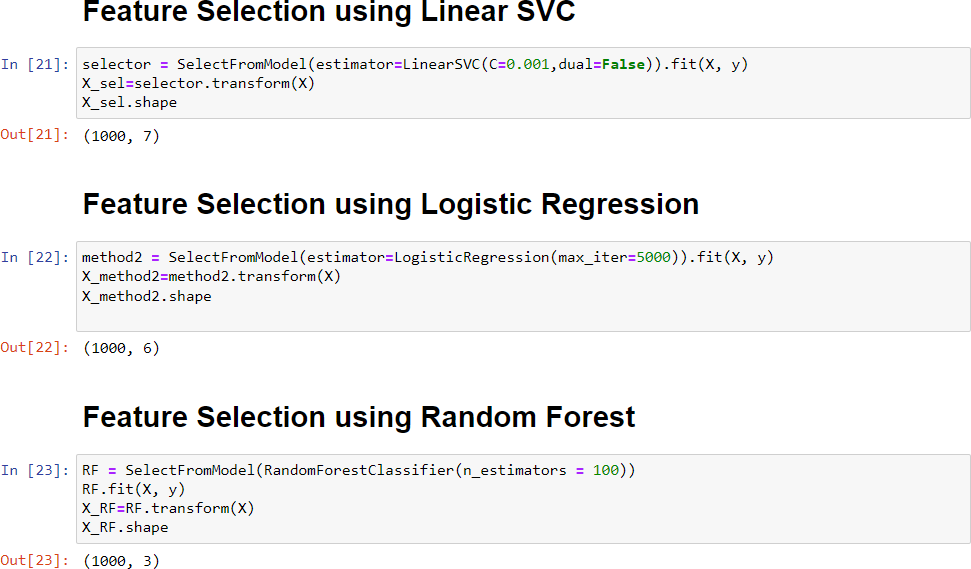 Feature Selection using Linear SVC
In [21]: selector = SelectFromModel(estimator=LinearSVC(C=0.001,dual=False)).fit(X, y)
X_sel=selector.transform(X)
X_sel.shape
Out[21]: (1000, 7)
Feature Selection using Logistic Regression
In [22]: method2 = SelectFromModel(estimator=LogisticRegression(max_iter=5000)).fit(X, y)
X_method2=method2.transform(X)
X_method2.shape
Out[22]: (1000, 6)
Feature Selection using Random Forest
In [23]: RF = SelectFromModel(RandomForestClassifier(n_estimators = 100))
RF.fit(X, y)
X_RF=RF.transform(X)
X_RF.shape
Out[23]: (1000, 3)